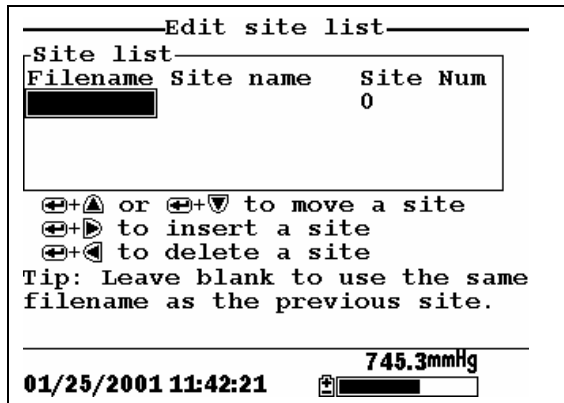 Edit site list
Site list
Filename Site name Site Num
0
+ or + to move a site
+ to insert a site
+ to delete a site
Tip: Leave blank to use the same
filename as the previous site.
745.3mmHg
01/25/2001 11:42:21